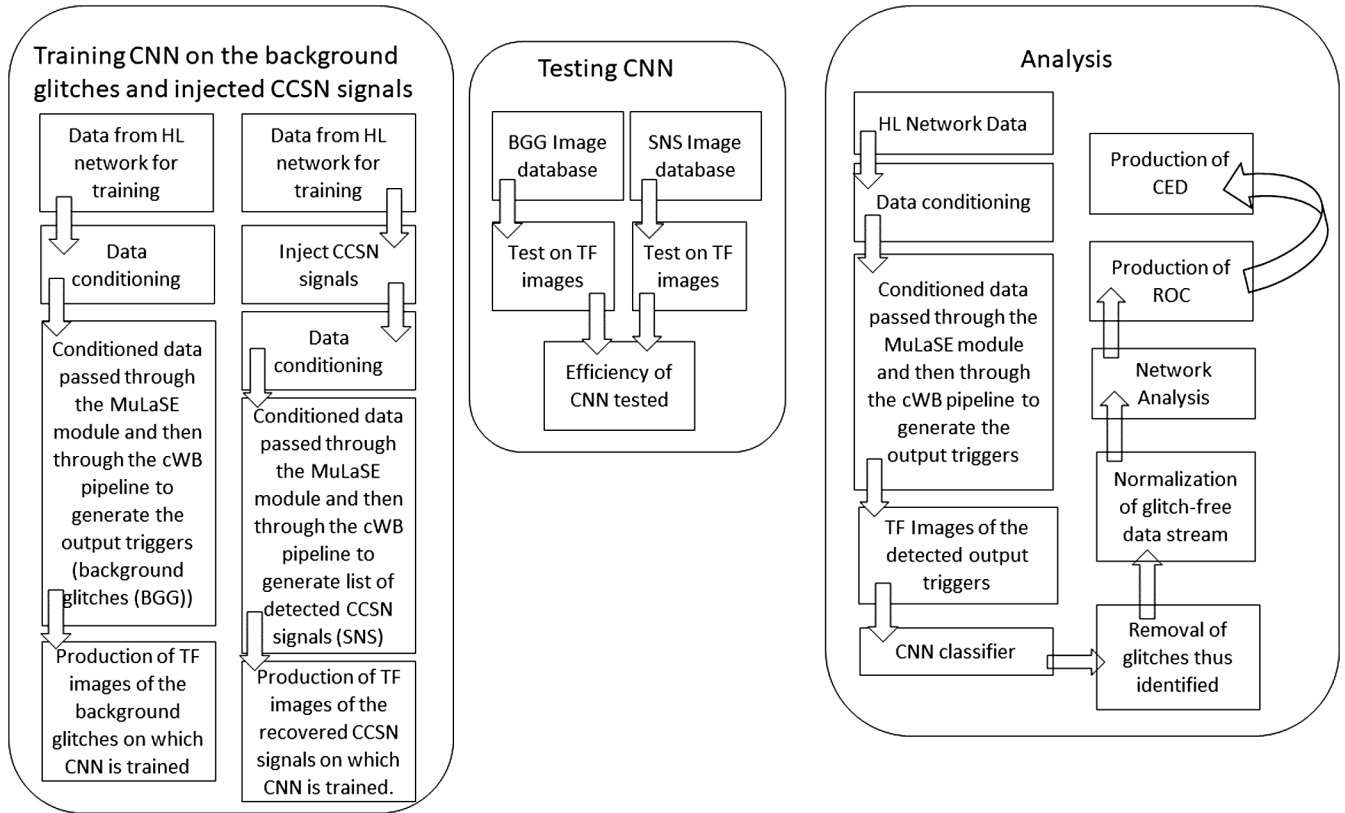 Training CNN on the background
glitches and injected CCSN signals
Data from HL
network for
training
Data
conditioning
Conditioned data
passed through
the MuLaSE
module and then
through the cWB
pipeline to
generate the
output triggers
(background
glitches (BGG))
Production of TF
images of the
background
glitches on which
CNN is trained
Data from HL
network for
training
Inject CCSN
signals
Data
conditioning
Conditioned data
passed through
the MuLaSE
module and then
through the cWB
pipeline to
generate list of
detected CCSN
signals (SNS)
Production of TF
images of the
recovered CCSN
signals on which
CNN is trained.
Testing CNN
BGG Image
database
SNS Image
database
Test on TF
images
Test on TF
images
Efficiency of
CNN tested
Analysis
HL Network Data
Data conditioning
Conditioned data
passed through the
MuLaSE module
and then through
the cWB pipeline to
generate the
output triggers
TF Images of the
detected output
triggers
CNN classifier
Removal of
glitches thus
identified
Normalization
of glitch-free
data stream
Network
Analysis
Production of
ROC
Production of
CED